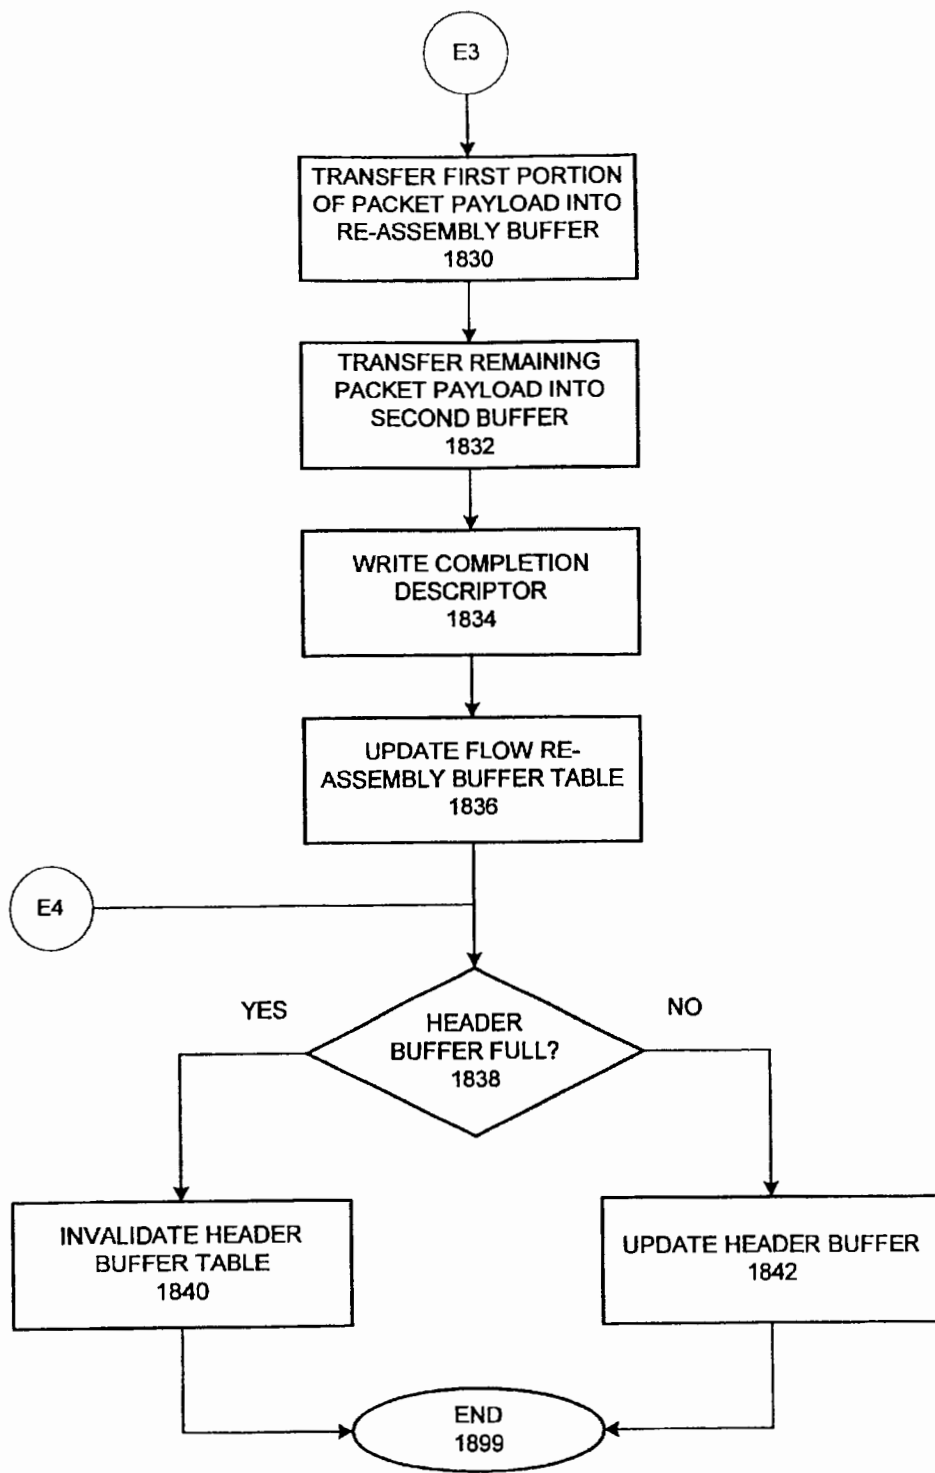 E3
TRANSFER FIRST PORTION
OF PACKET PAYLOAD INTO
RE-ASSEMBLY BUFFER
1830
TRANSFER REMAINING
PACKET PAYLOAD INTO
SECOND BUFFER
1832
WRITE COMPLETION
DESCRIPTOR
1834
UPDATE FLOW RE-
ASSEMBLY BUFFER TABLE
1836
E4
YES
NO
HEADER
BUFFER FULL?
1838
INVALIDATE HEADER
BUFFER TABLE
1840
UPDATE HEADER BUFFER
1842
END
1899